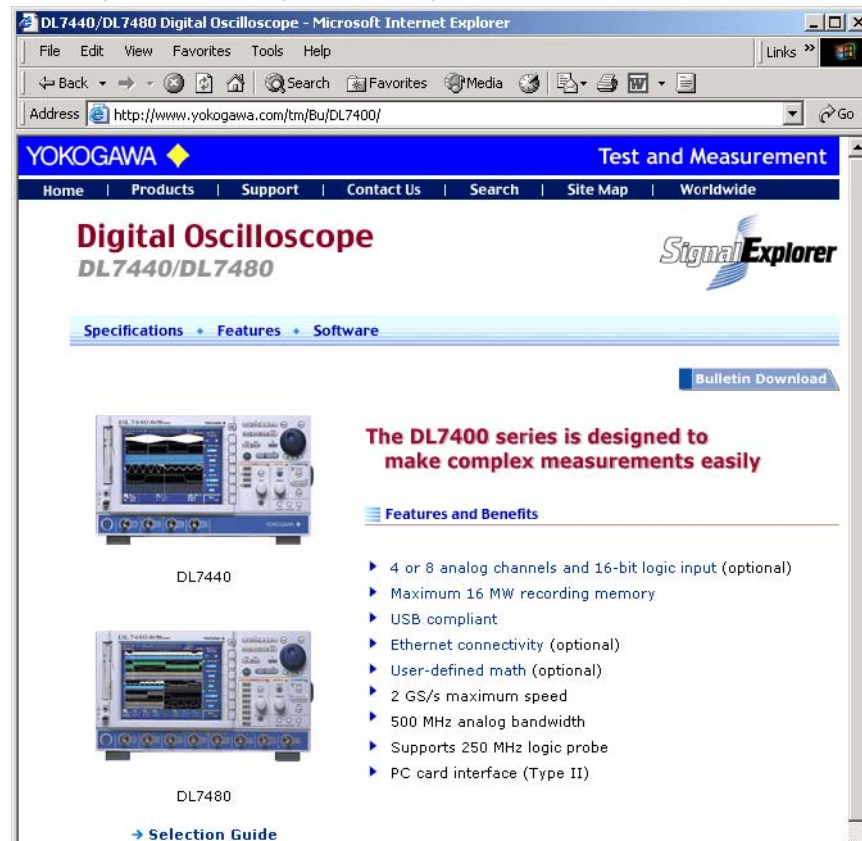 DL7440/DL7480 Digital Oscilloscope - Microsoft Internet Explorer
File Edit View Favorites Tools Help Links »
Back Search Favorites Media
Address http://www.yokogawa.com/tm/Bu/DL7400/ Go
YOKOGAWA Test and Measurement
Home | Products | Support | Contact Us | Search | Site Map | Worldwide
Digital Oscilloscope
DL7440/DL7480
SignalExplorer
Specifications • Features • Software
Bulletin Download
The DL7400 series is designed to
make complex measurements easily
Features and Benefits
4 or 8 analog channels and 16-bit logic input (optional)
Maximum 16 MW recording memory
USB compliant
Ethernet connectivity (optional)
User-defined math (optional)
2 GS/s maximum speed
500 MHz analog bandwidth
Supports 250 MHz logic probe
PC card interface (Type II)
DL7440
DL7480
→ Selection Guide